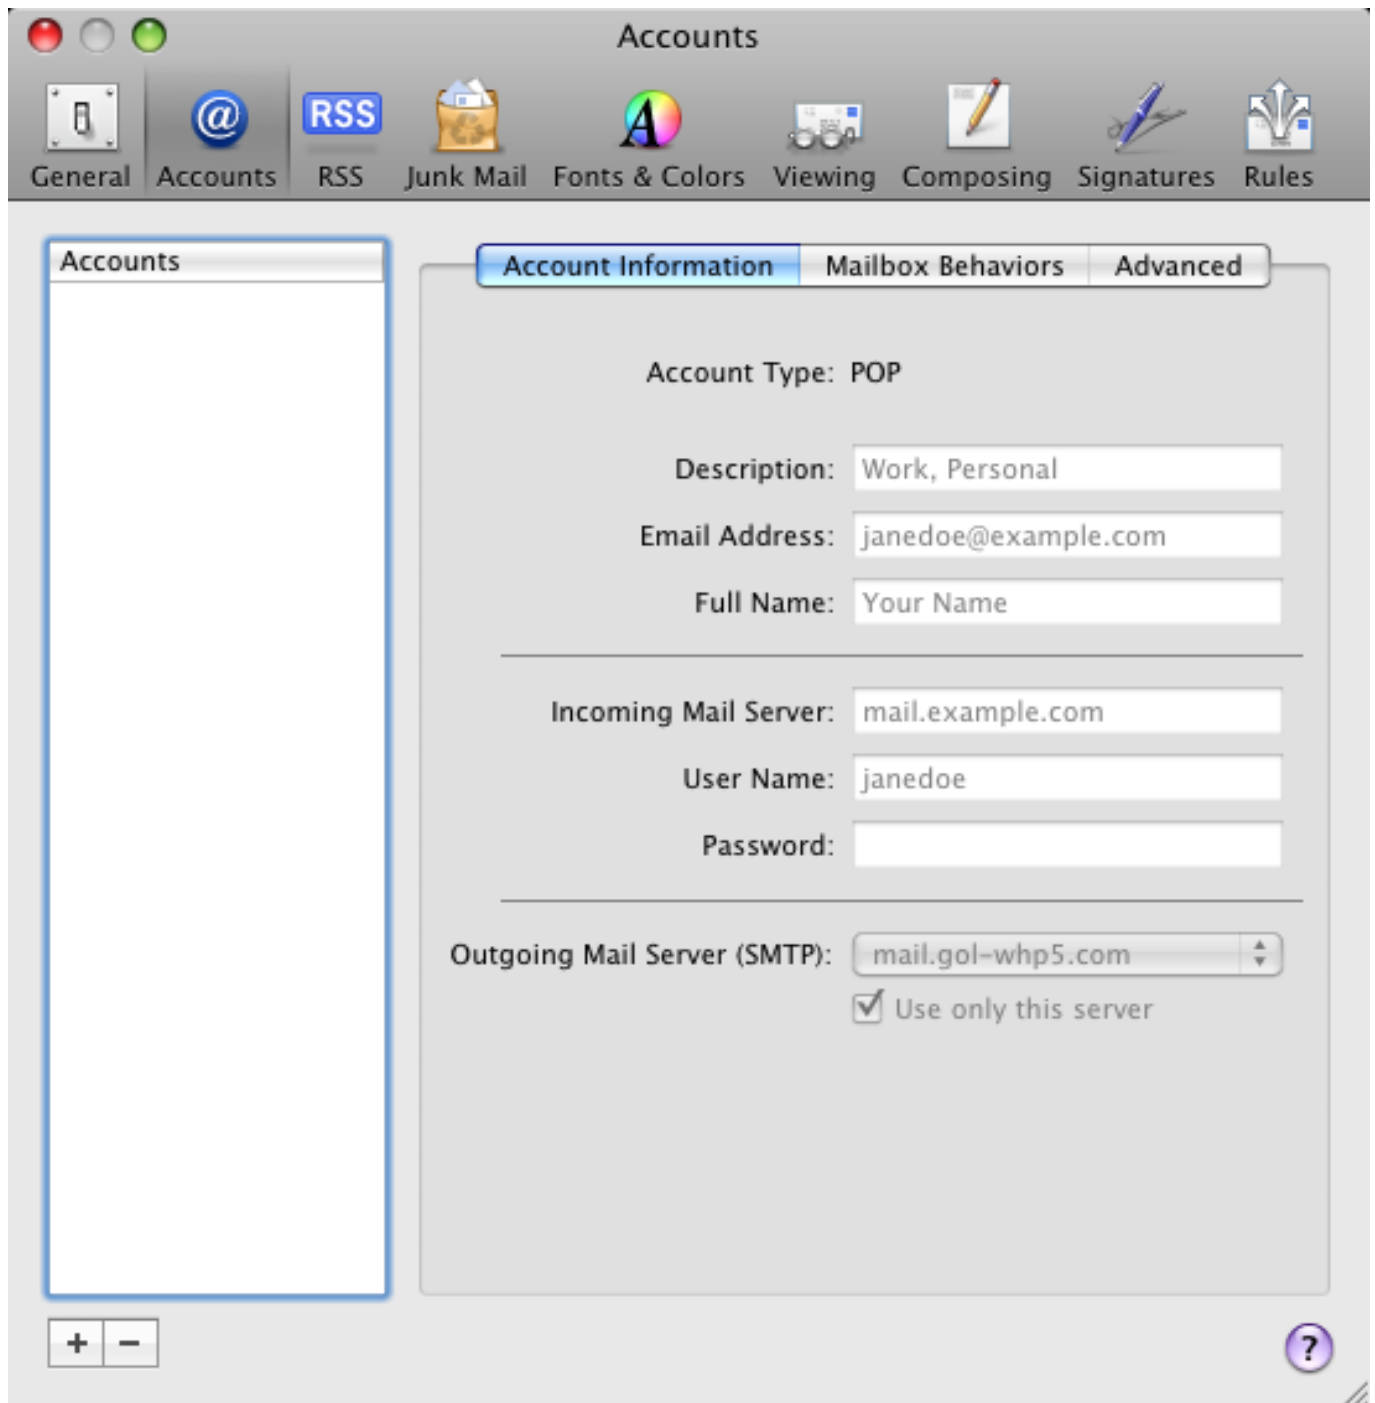 Accounts
RSS
General Accounts RSS Junk Mail Fonts & Colors Viewing Composing Signatures Rules
Accounts
Account Information Mailbox Behaviors Advanced
Account Type: POP
Description: Work, Personal
Email Address: janedoe@example.com
Full Name: Your Name
Incoming Mail Server: mail.example.com
User Name: janedoe
Password:
Outgoing Mail Server (SMTP): mail.gol-whp5.com
Use only this server
+ − ?